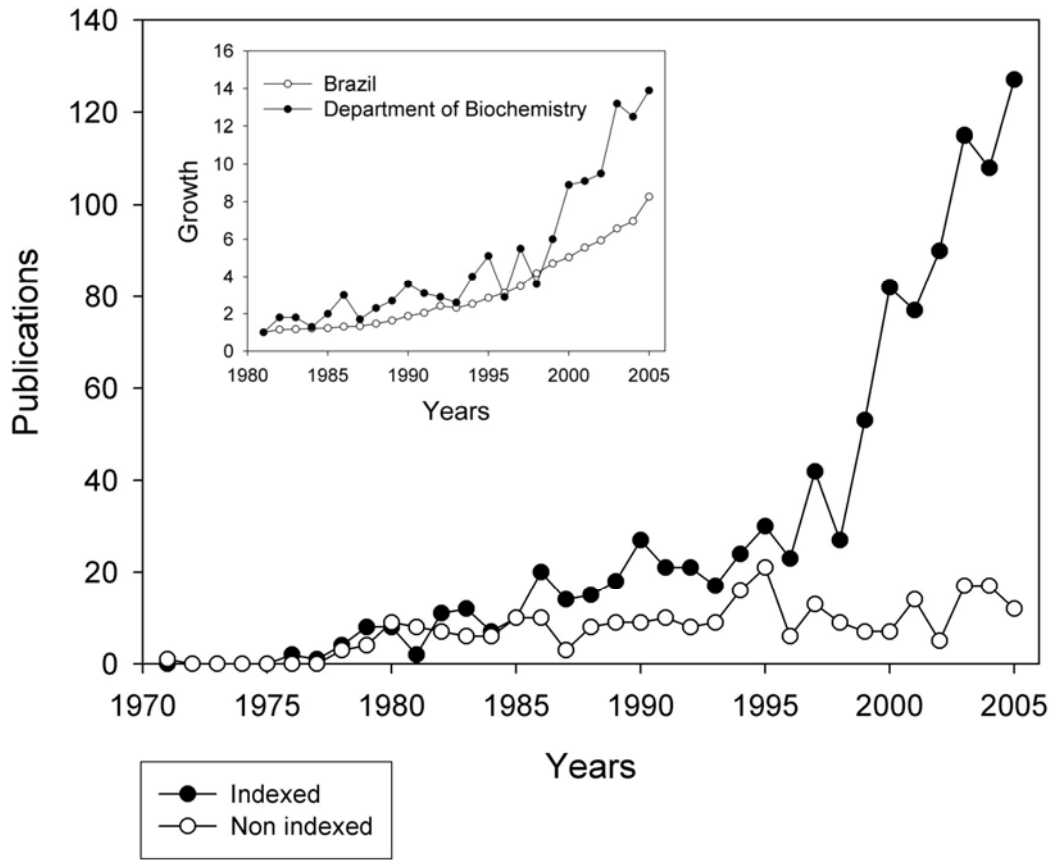 140
120
100
80
60
40
20
0
Publications
1970 1975 1980 1985 1990 1995 2000 2005
Years
16
14
12
10
8
6
4
2
0
Growth
Brazil
Department of Biochemistry
1980 1985 1990 1995 2000 2005
Years
Indexed
Non indexed